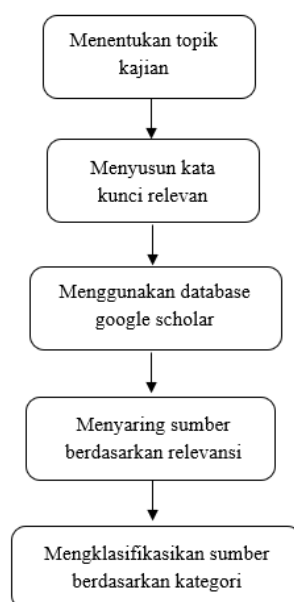 Menentukan topik
kajian
Menyusun kata
kunci relevan
Menggunakan database
google scholar
Menyaring sumber
berdasarkan relevansi
Mengklasifikasikan sumber
berdasarkan kategori